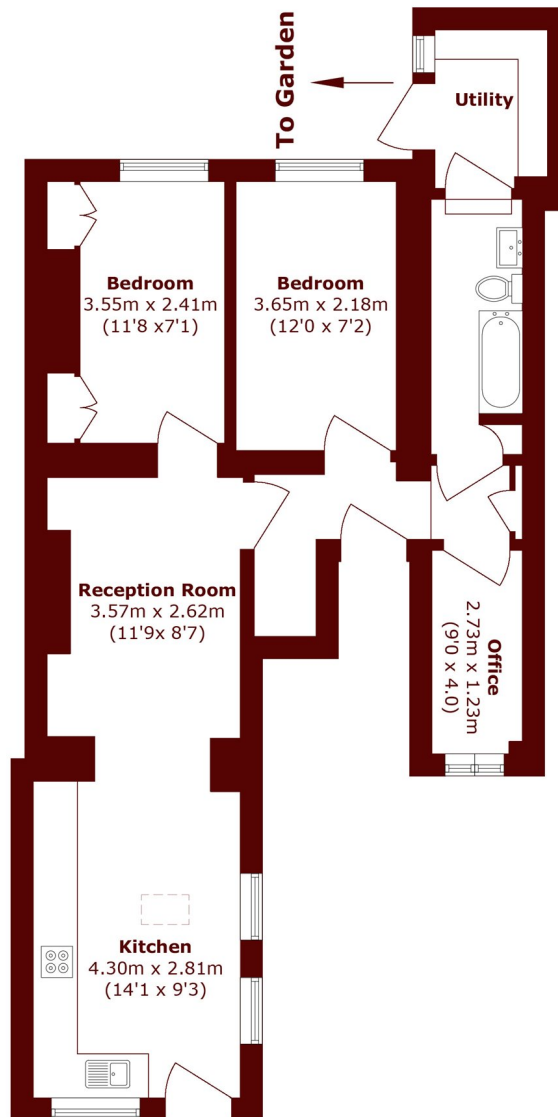 To Garden
Utility
Bedroom
3.55m x 2.41m
(11'8 x7'1)
Bedroom
3.65m x 2.18m
(12'0 x 7'2)
Reception Room
3.57m x 2.62m
(11'9x 8'7)
Office
2.73m x 1.23m
(9'0 x 4.0)
Kitchen
4.30m x 2.81m
(14'1 x 9'3)